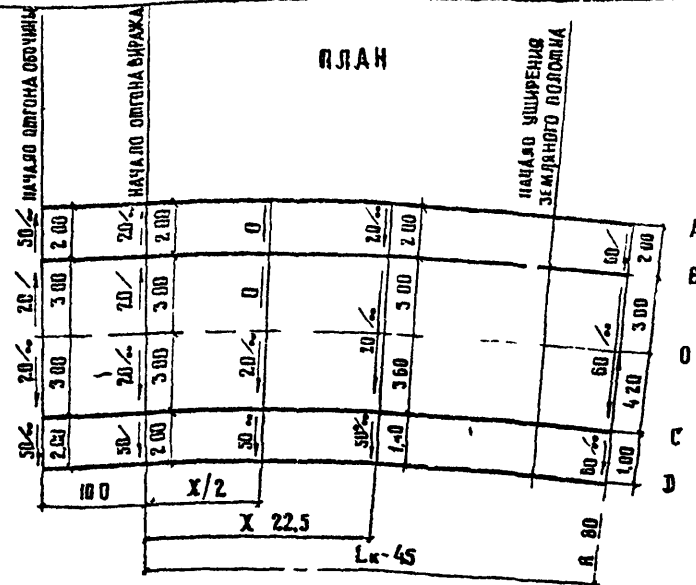 ПЛАН
НАЧАЛО ОТГОНА ОБОЧИНЫ
НАЧАЛО ОТГОНА ВИРАЖА
НАЧАЛО УШИРЕНИЯ
ЗЕМЛЯНОГО ПОЛОТНА
50‰ 2 00 20‰ 2 00 0 20‰ 2 00 60‰ 2 00 A
B
20‰ 3 00 20‰ 3 00 0 20‰ 3 00 60‰ 3 00
O
20‰ 3 00 20‰ 3 00 20‰ 3 60 4 20
C
50‰ 2,00 50‰ 2 00 50‰ 50‰ 1,40 60‰ 1,00
D
10 0 X/2
X 22,5
Lк-45
R 80